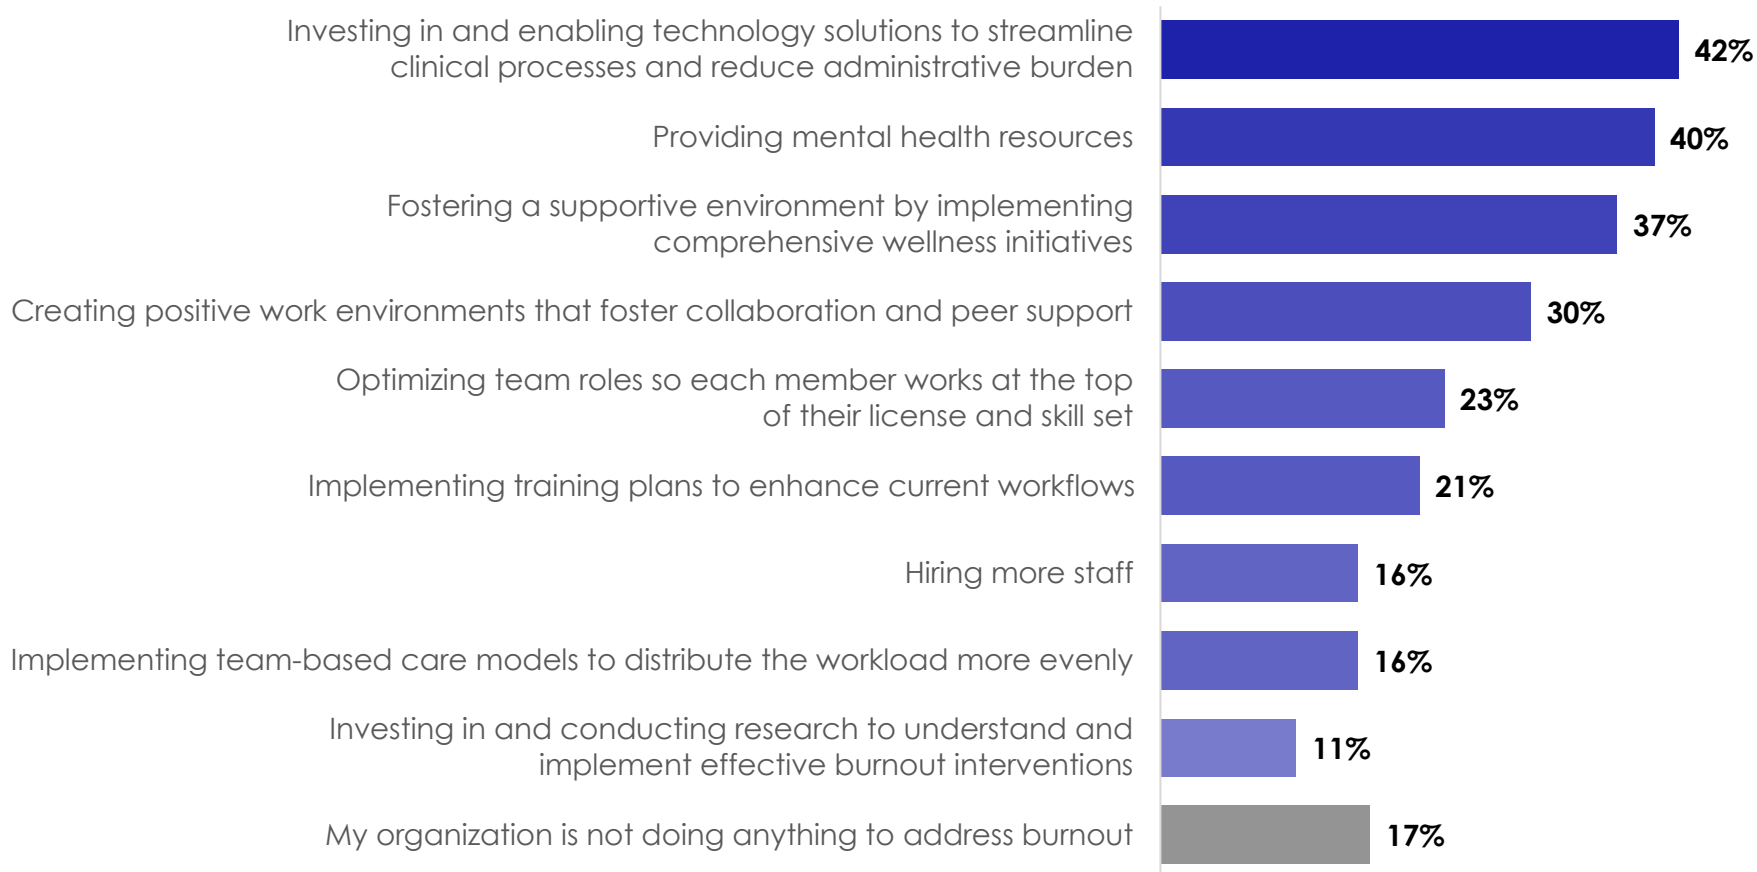 Investing in and enabling technology solutions to streamline
clinical processes and reduce administrative burden
42%
Providing mental health resources
40%
Fostering a supportive environment by implementing
comprehensive wellness initiatives
37%
Creating positive work environments that foster collaboration and peer support
30%
Optimizing team roles so each member works at the top
of their license and skill set
23%
Implementing training plans to enhance current workflows
21%
Hiring more staff
16%
Implementing team-based care models to distribute the workload more evenly
16%
Investing in and conducting research to understand and
implement effective burnout interventions
11%
My organization is not doing anything to address burnout
17%